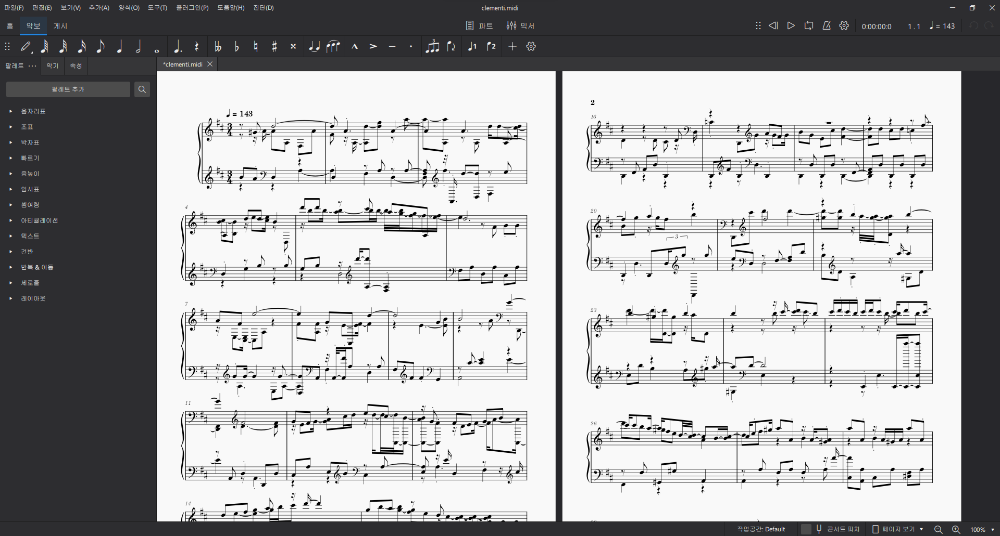 파일(F) 편집(E) 보기(V) 추가(A) 양식(O) 도구(T) 플러그인(P) 도움말(H) 진단(D) clementi.midi
홈 악보 게시 파트 믹서 0:00:00:0 1 . 1 = 143
팔레트 ··· 악기 속성 *clementi.midi
팔레트 추가
음자리표
조표
박자표
빠르기
음높이
임시표
셈여림
아티큘레이션
텍스트
건반
반복 & 이동
세로줄
레이아웃
= 143
3
4
3
4
4
7
11
14
2
16
20
3
23
26
작업공간: Default 콘서트 피치 페이지 보기 100%